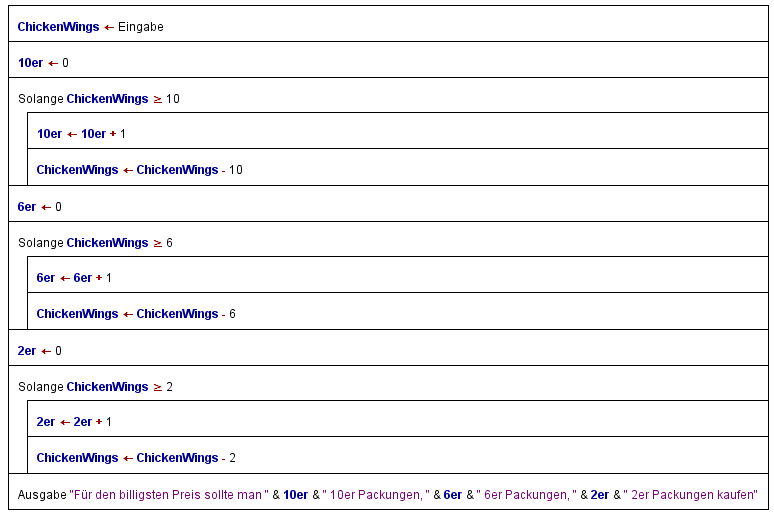 ChickenWings ← Eingabe
10er ← 0
Solange ChickenWings ≥ 10
10er ← 10er + 1
ChickenWings ← ChickenWings - 10
6er ← 0
Solange ChickenWings ≥ 6
6er ← 6er + 1
ChickenWings ← ChickenWings - 6
2er ← 0
Solange ChickenWings ≥ 2
2er ← 2er + 1
ChickenWings ← ChickenWings - 2
Ausgabe "Für den billigsten Preis sollte man " & 10er & " 10er Packungen, " & 6er & " 6er Packungen, " & 2er & " 2er Packungen kaufen"